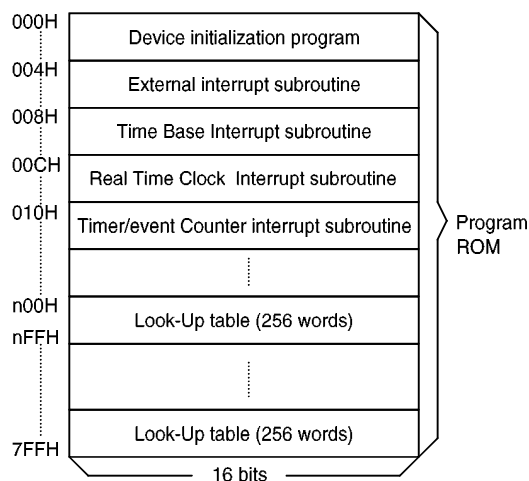 000H
Device initialization program
004H
External interrupt subroutine
008H
Time Base Interrupt subroutine
00CH
Real Time Clock Interrupt subroutine
010H
Timer/event Counter interrupt subroutine
Program
ROM
n00H
Look-Up table (256 words)
nFFH
Look-Up table (256 words)
7FFH
16 bits